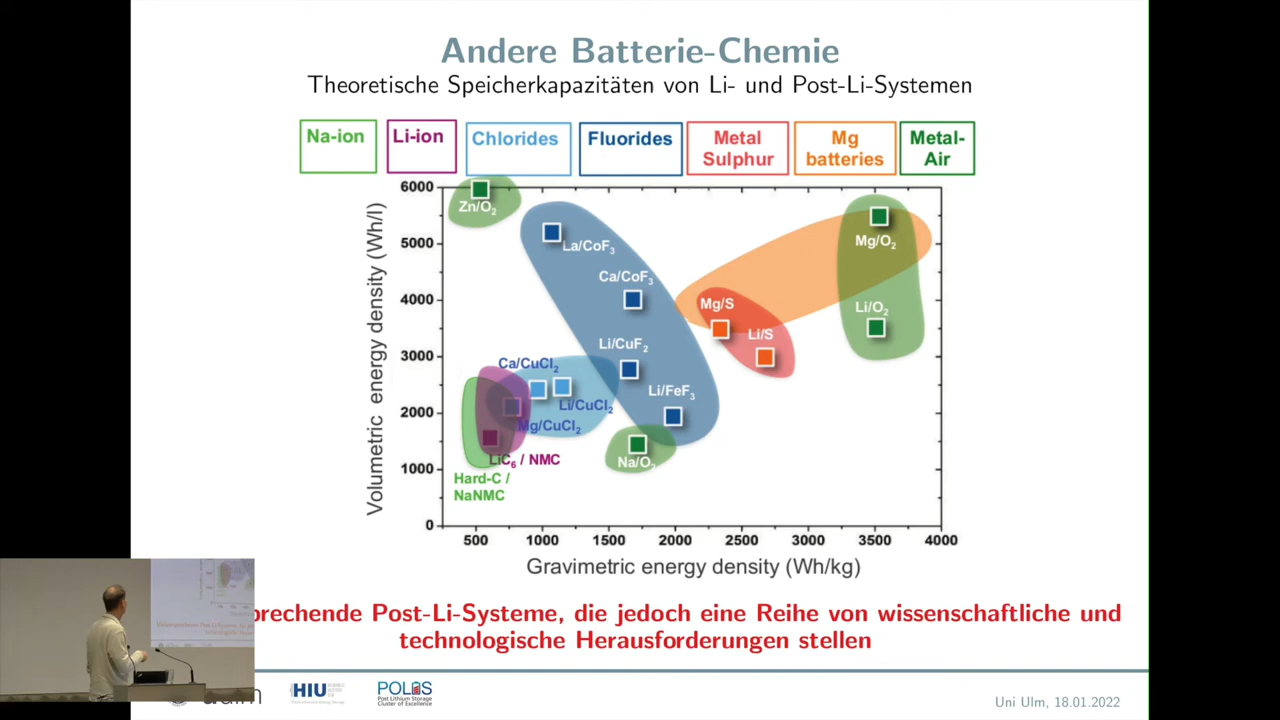 Andere Batterie-Chemie
Theoretische Speicherkapazitäten von Li- und Post-Li-Systemen
Na-ion
Li-ion
Chlorides
Fluorides
Metal
Sulphur
Mg
batteries
Metal-
Air
Volumetric energy density (Wh/l)
6000
5000
4000
3000
2000
1000
0
Zn/O₂
La/CoF₃
Ca/CoF₃
Mg/O₂
Mg/S
Li/O₂
Li/S
Li/CuF₂
Ca/CuCl₂
Li/FeF₃
Li/CuCl₂
Mg/CuCl₂
LiC₆ / NMC
Na/O₂
Hard-C /
NaNMC
500 1000 1500 2000 2500 3000 3500 4000
Gravimetric energy density (Wh/kg)
Post-Li-Systeme, die jedoch eine Reihe von wissenschaftliche und
technologische Herausforderungen stellen
HIU
POLiS
Post Lithium Storage
Cluster of Excellence
Uni Ulm, 18.01.2022